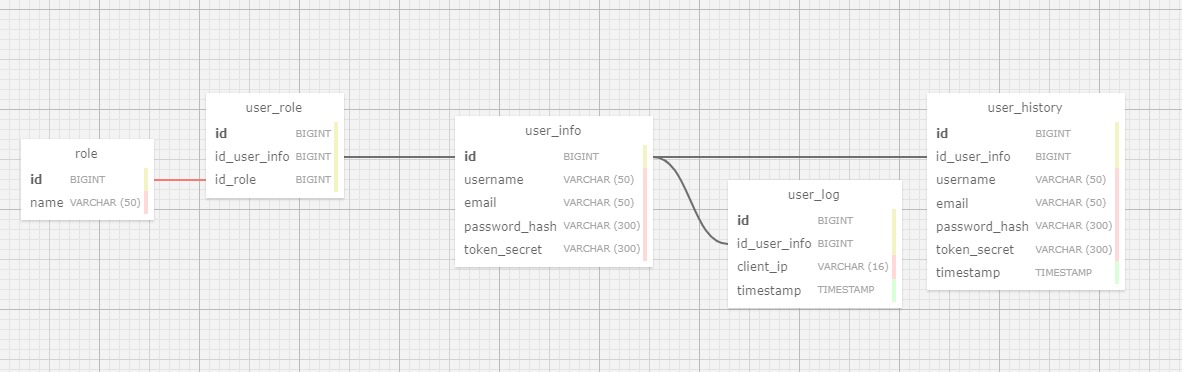 role
id BIGINT
name VARCHAR (50)
user_role
id BIGINT
id_user_info BIGINT
id_role BIGINT
user_info
id BIGINT
username VARCHAR (50)
email VARCHAR (50)
password_hash VARCHAR (300)
token_secret VARCHAR (300)
user_log
id BIGINT
id_user_info BIGINT
client_ip VARCHAR (16)
timestamp TIMESTAMP
user_history
id BIGINT
id_user_info BIGINT
username VARCHAR (50)
email VARCHAR (50)
password_hash VARCHAR (300)
token_secret VARCHAR (300)
timestamp TIMESTAMP